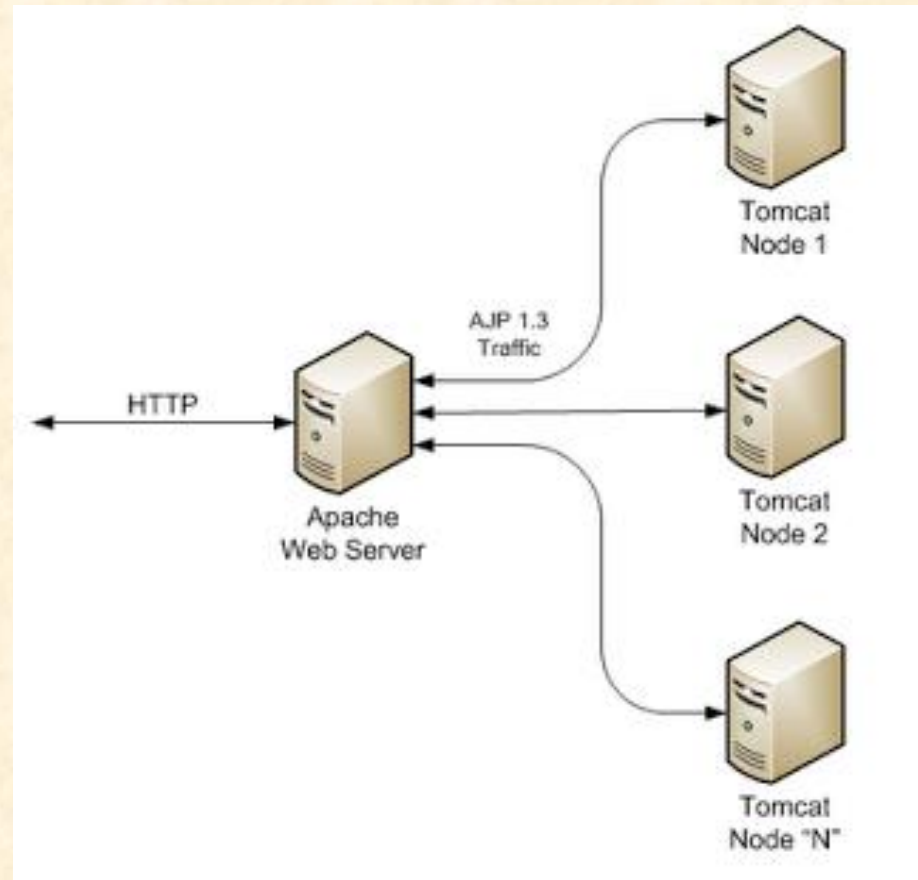 Tomcat
Node 1
AJP 1.3
Traffic
HTTP
Apache
Web Server
Tomcat
Node 2
Tomcat
Node "N"